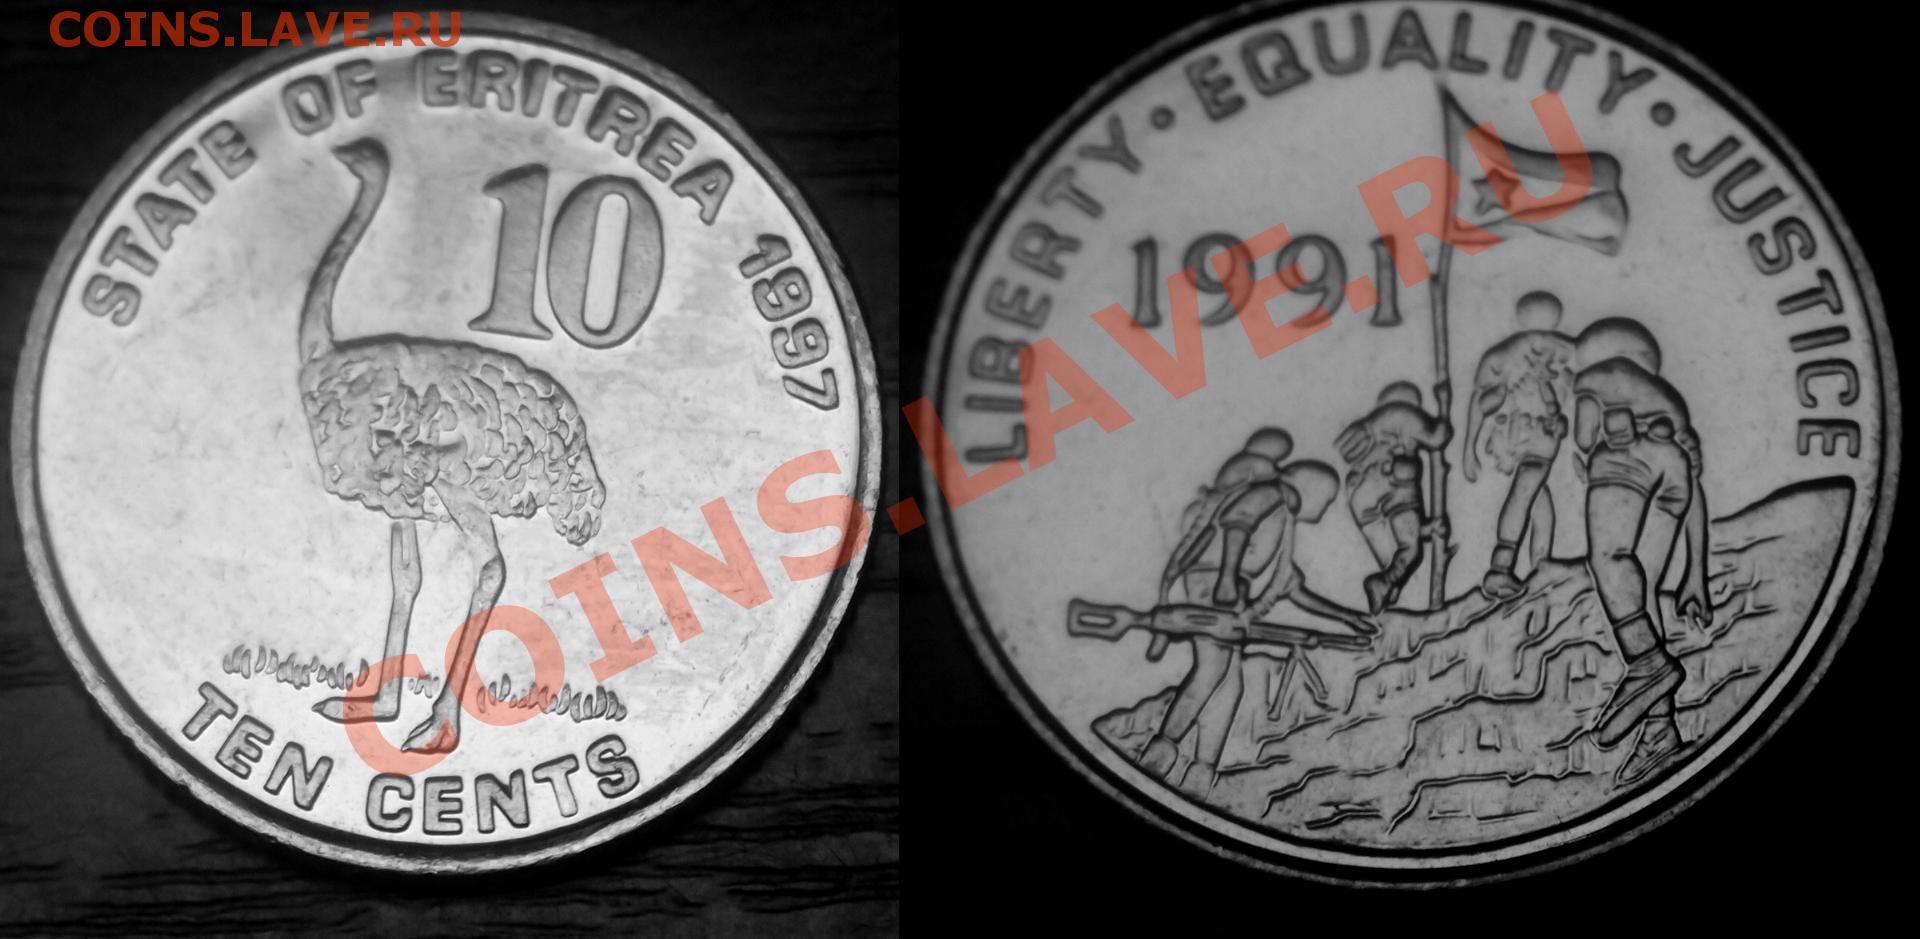 COINS.LAVE.RU
STATE OF ERITREA 1997
10
TEN CENTS
LIBERTY · EQUALITY · JUSTICE
1991
COINS.LAVE.RU